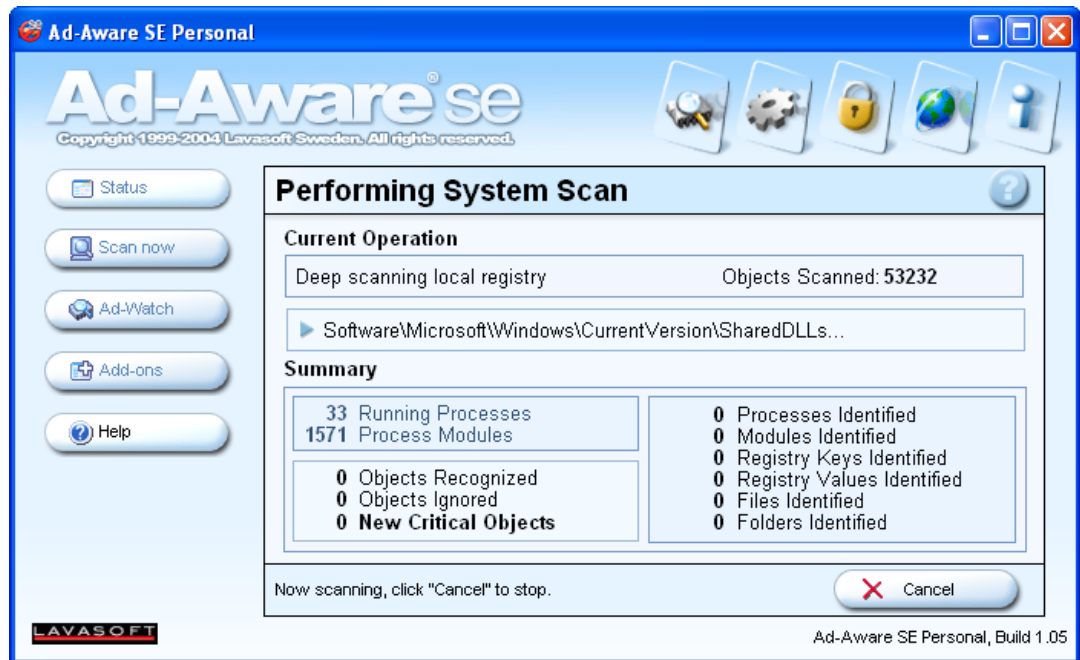 Ad-Aware SE Personal
Ad-Aware® se
Copyright 1999-2004 Lavasoft Sweden. All rights reserved.
Status
Scan now
Ad-Watch
Add-ons
Help
Performing System Scan
?
Current Operation
Deep scanning local registry Objects Scanned: 53232
Software\Microsoft\Windows\CurrentVersion\SharedDLLs...
Summary
33 Running Processes
1571 Process Modules
0 Objects Recognized
0 Objects Ignored
0 New Critical Objects
0 Processes Identified
0 Modules Identified
0 Registry Keys Identified
0 Registry Values Identified
0 Files Identified
0 Folders Identified
Now scanning, click "Cancel" to stop.
Cancel
LAVASOFT
Ad-Aware SE Personal, Build 1.05